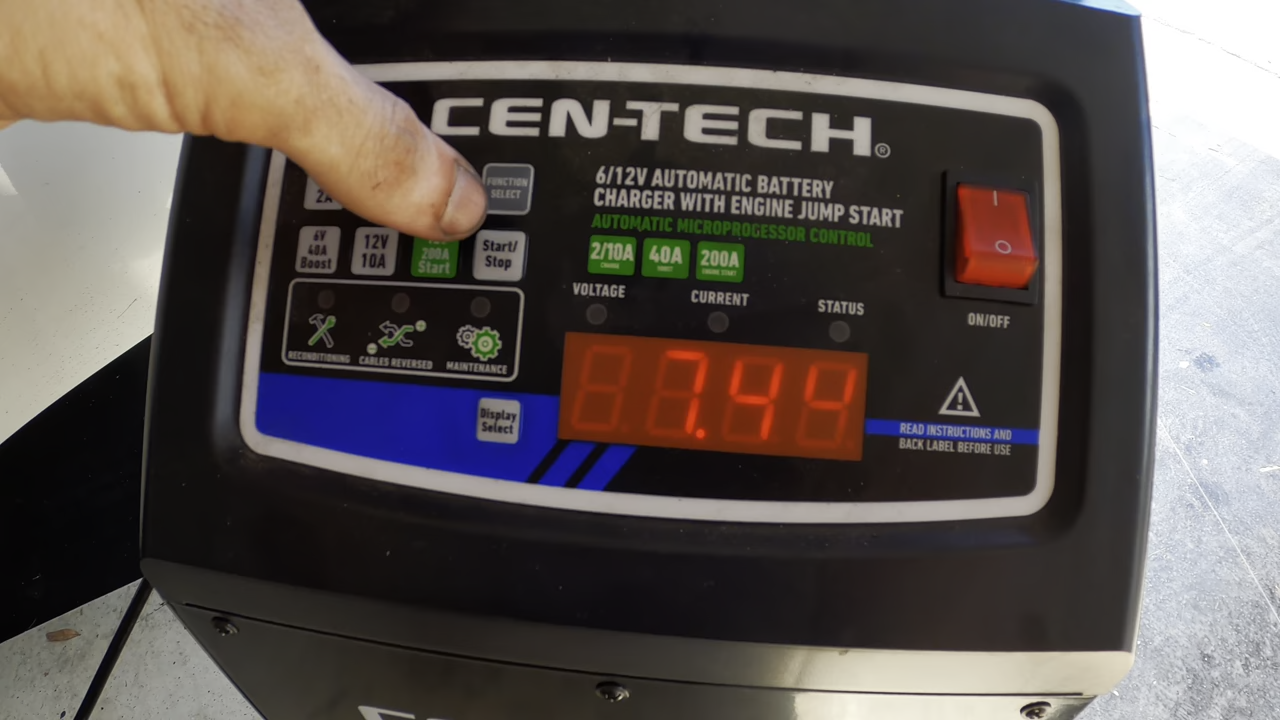 CEN-TECH®
FUNCTION
SELECT
6/12V AUTOMATIC BATTERY
CHARGER WITH ENGINE JUMP START
AUTOMATIC MICROPROCESSOR CONTROL
2A
6V
40A
Boost
12V
10A
200A
Start
Start/
Stop
2/10A
CHARGE
40A
BOOST
200A
ENGINE START
VOLTAGE
CURRENT
STATUS
ON/OFF
RECONDITIONING
CABLES REVERSED
MAINTENANCE
Display
Select
7.44
READ INSTRUCTIONS AND
BACK LABEL BEFORE USE